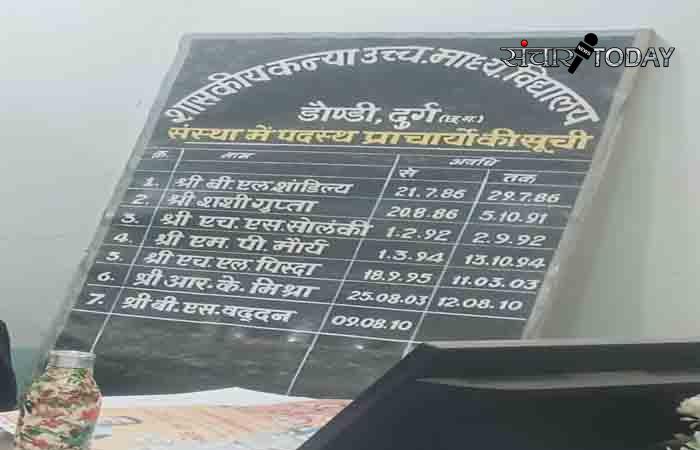 संचार NEWS TODAY
शासकीय कन्या उच्च. माध्य. विद्यालय
डौण्डी, दुर्ग (छ.ग.)
संस्था में पदस्थ प्राचार्यो की सूची
क्र. नाम अवधि
से तक
1. श्री बी. एल. शांडिल्य 21.7.86 29.7.86
2. श्री शशी गुप्ता 20.8.86 5.10.91
3. श्री एच. एस. सोलंकी 1.2.92 2.9.92
4. श्री एम. पी. मौर्य 1.3.94 13.10.94
5. श्री एच. एल. पिस्दा 18.9.95 11.03.03
6. श्री आर. के. मिश्रा 25.08.03 12.08.10
7. श्री बी. एस. वद्दन 09.08.10